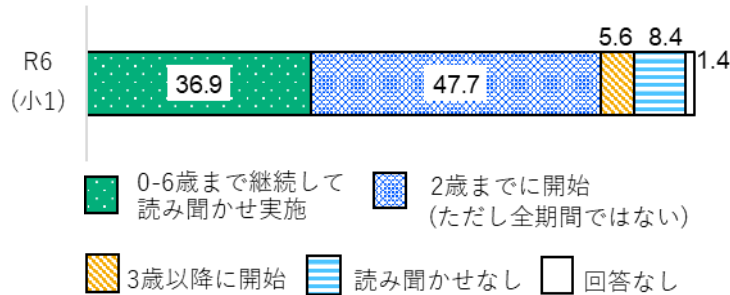 5.6 8.4
1.4
R6
(小1)
36.9 47.7
0-6歳まで継続して
読み聞かせ実施
2歳までに開始
(ただし全期間ではない)
3歳以降に開始 読み聞かせなし 回答なし